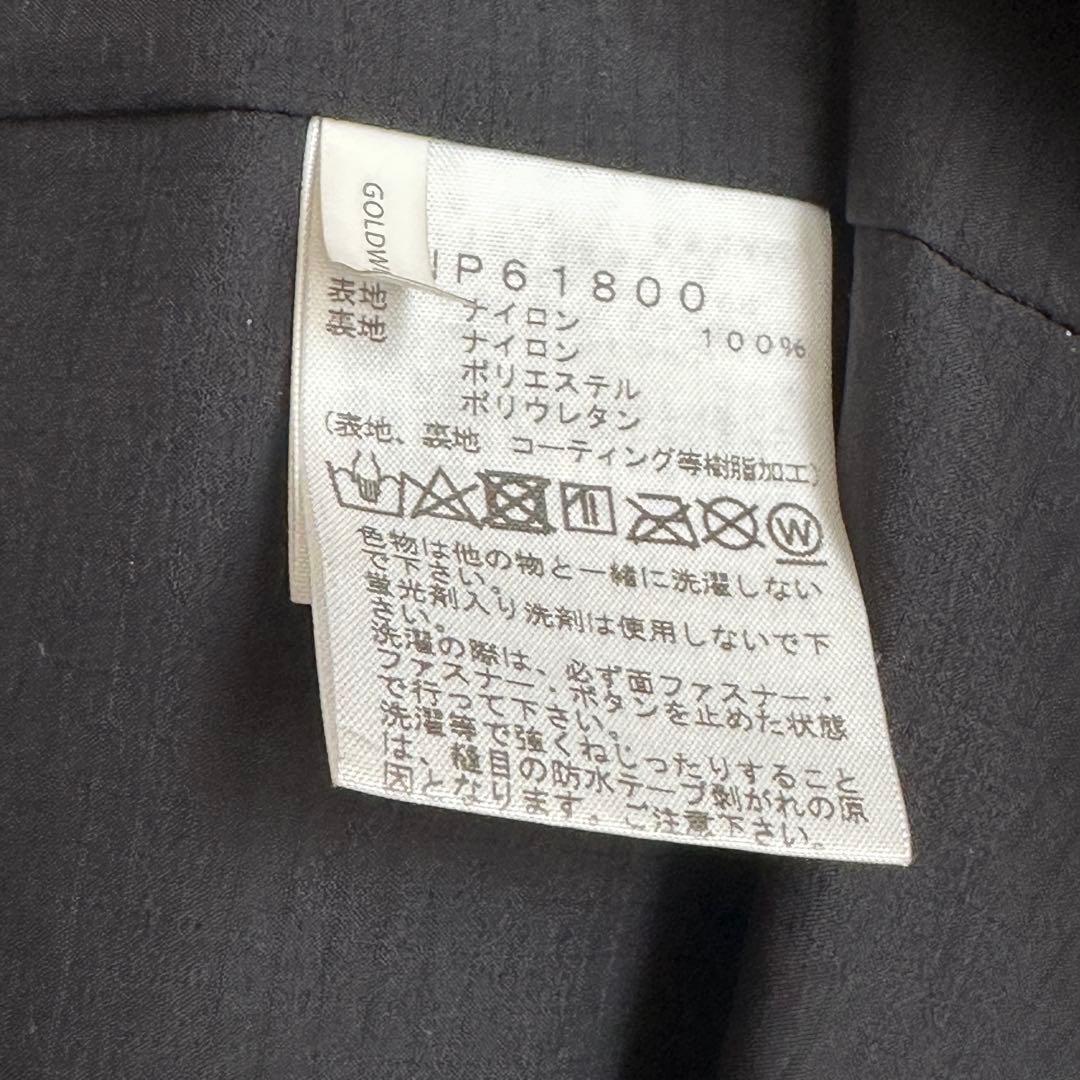 GOLDW
P61800
表地 ナイロン 100%
裏地 ナイロン
ポリエステル
ポリウレタン
(表地、裏地 コーティング等樹脂加工)
W
色物は他の物と一緒に洗濯しない
で下さい。
蛍光剤入り洗剤は使用しないで下
さい。
洗濯の際は、必ず面ファスナー・
ファスナー・ボタンを止めた状態
で行って下さい。
洗濯等で強くねじったりすること
は、縫目の防水テープ剥がれの原
因となります。ご注意下さい。